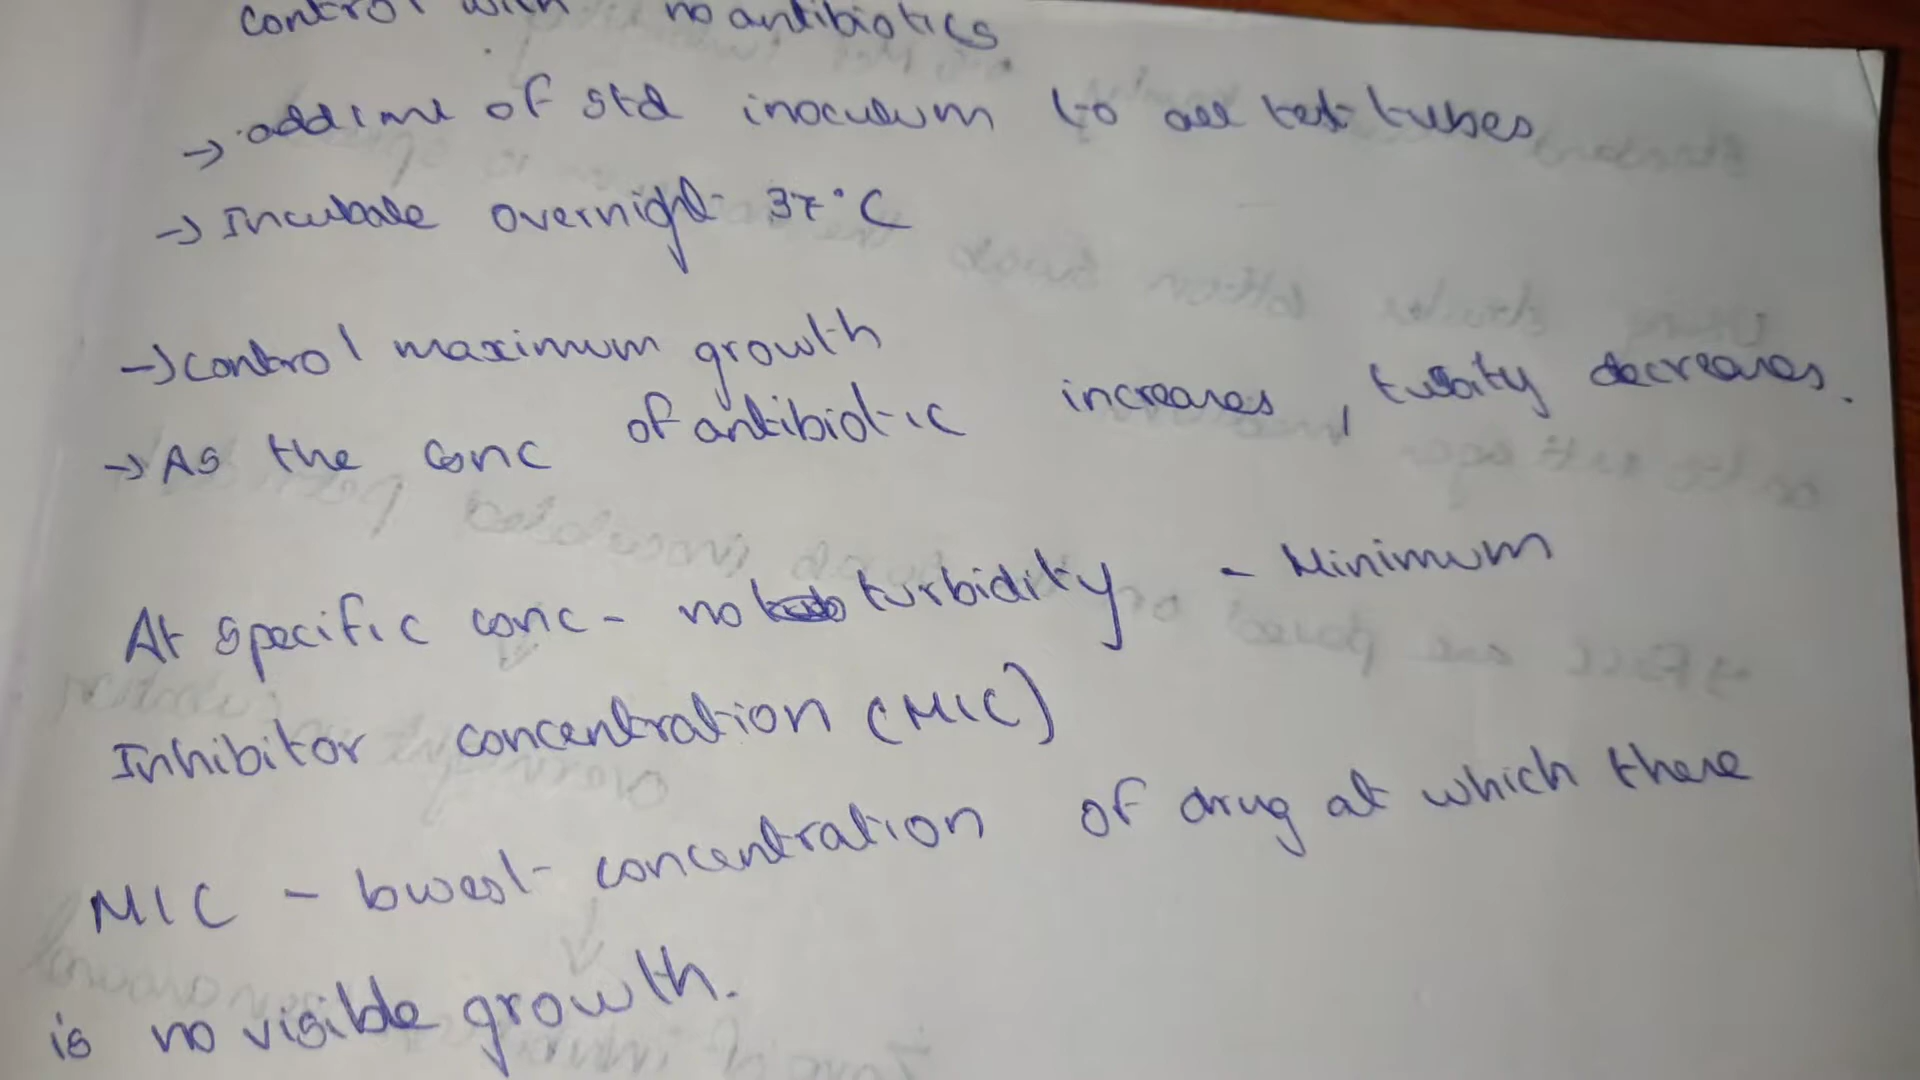 control with no antibiotics.
→ add 1ml of std inoculum to all test tubes
→ Incubate overnight 37°C
→ control maximum growth
→ As the conc of antibiotic increases, tubity decreases.
At specific conc - no turbidity - Minimum
Inhibitor concentration (MIC)
MIC - lowest concentration of drug at which there
is no visible growth.